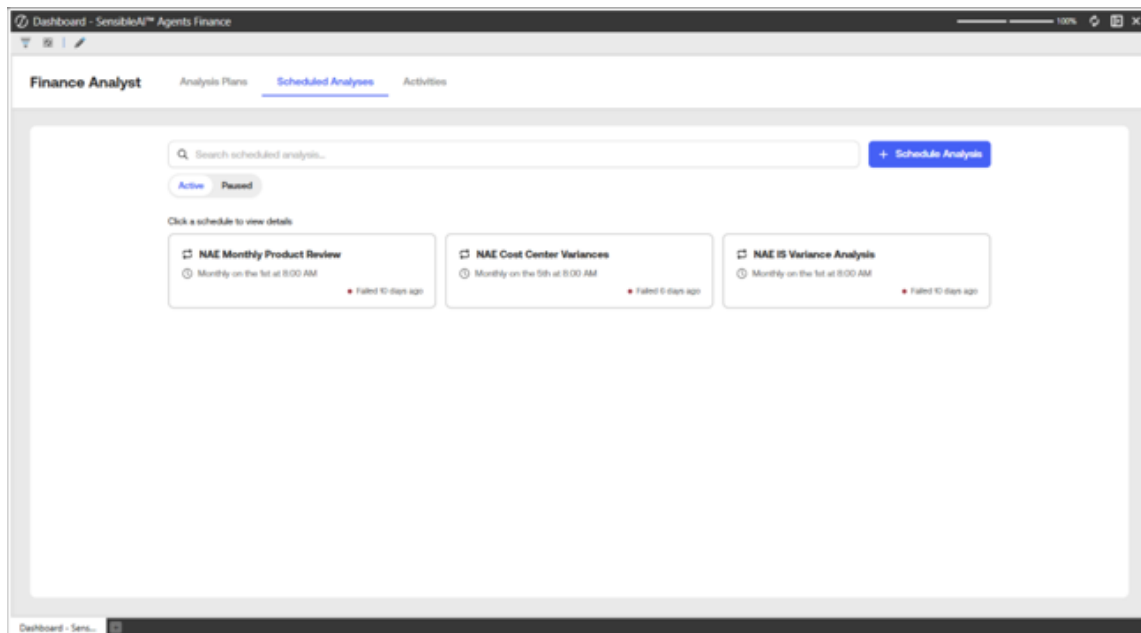 Dashboard - SensibleAI™ Agents Finance
100%
Finance Analyst
Analysis Plans
Scheduled Analyses
Activities
Search scheduled analysis...
+ Schedule Analysis
Active
Paused
Click a schedule to view details
NAE Monthly Product Review
Monthly on the 1st at 8:00 AM
Failed 10 days ago
NAE Cost Center Variances
Monthly on the 5th at 8:00 AM
Failed 6 days ago
NAE IS Variance Analysis
Monthly on the 1st at 8:00 AM
Failed 10 days ago
Dashboard - Sens...